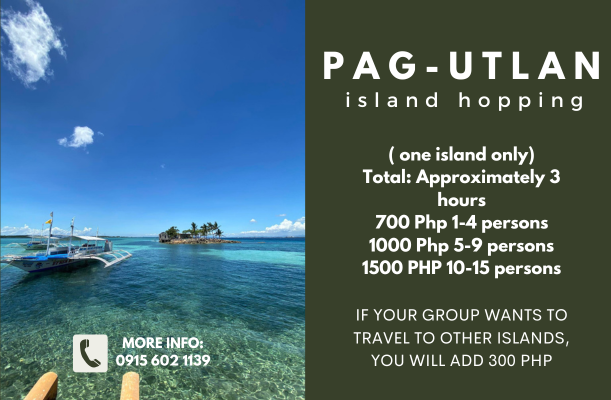 PAG-UTLAN
island hopping
( one island only)
Total: Approximately 3
hours
700 Php 1-4 persons
1000 Php 5-9 persons
1500 PHP 10-15 persons
IF YOUR GROUP WANTS TO
TRAVEL TO OTHER ISLANDS,
YOU WILL ADD 300 PHP
MORE INFO:
0915 602 1139